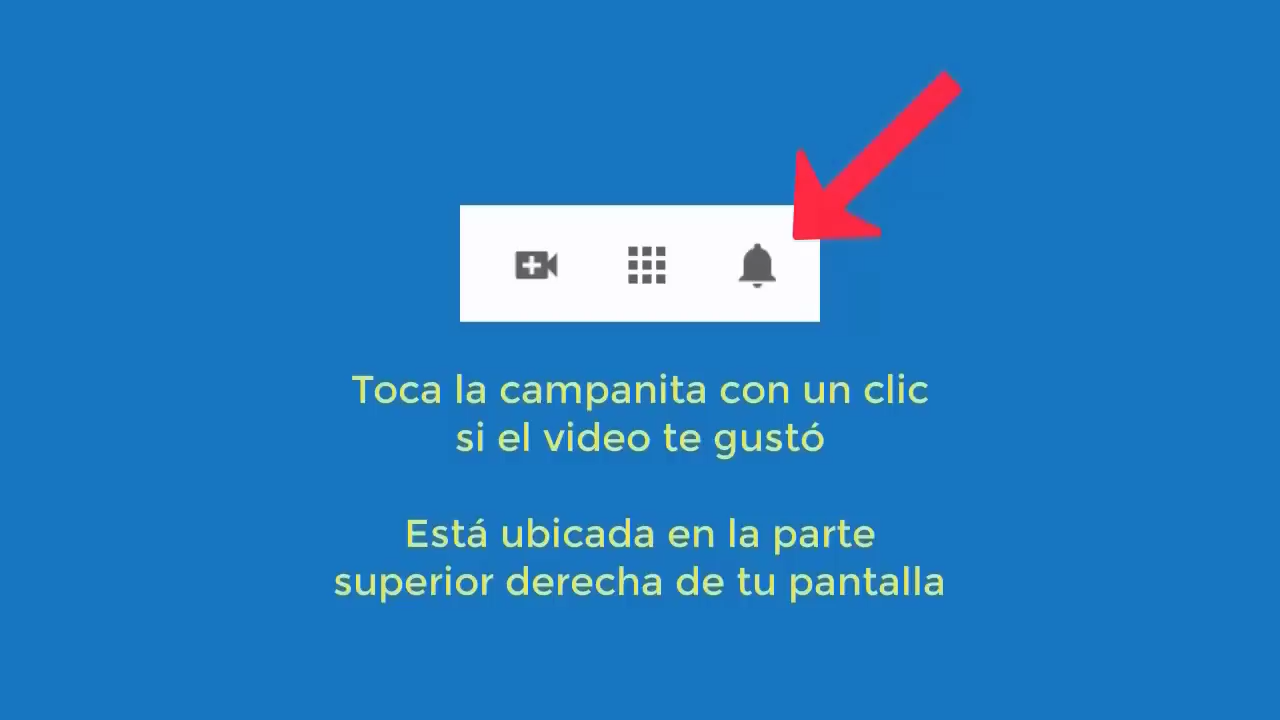 Toca la campanita con un clic
si el video te gustó
Está ubicada en la parte
superior derecha de tu pantalla